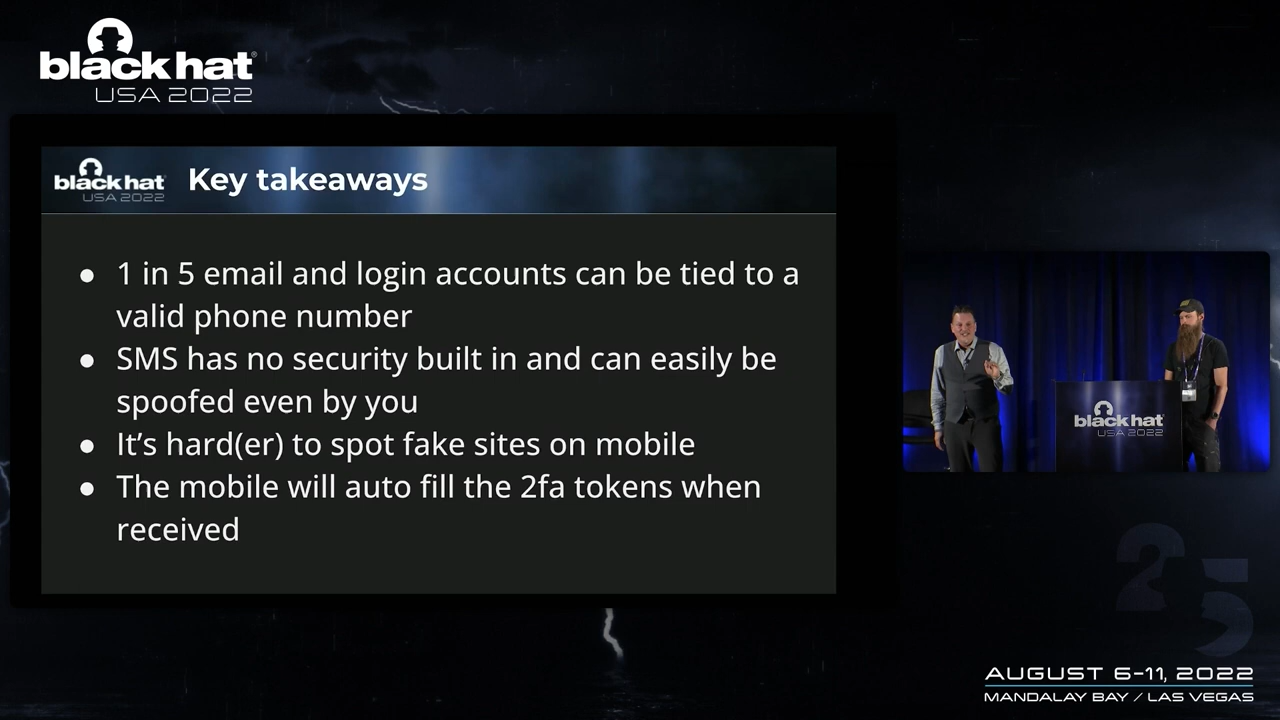 black hat®
USA 2022
black hat
USA 2022
Key takeaways
● 1 in 5 email and login accounts can be tied to a
valid phone number
● SMS has no security built in and can easily be
spoofed even by you
● It’s hard(er) to spot fake sites on mobile
● The mobile will auto fill the 2fa tokens when
received
black hat
USA 2022
25
AUGUST 6-11, 2022
MANDALAY BAY / LAS VEGAS